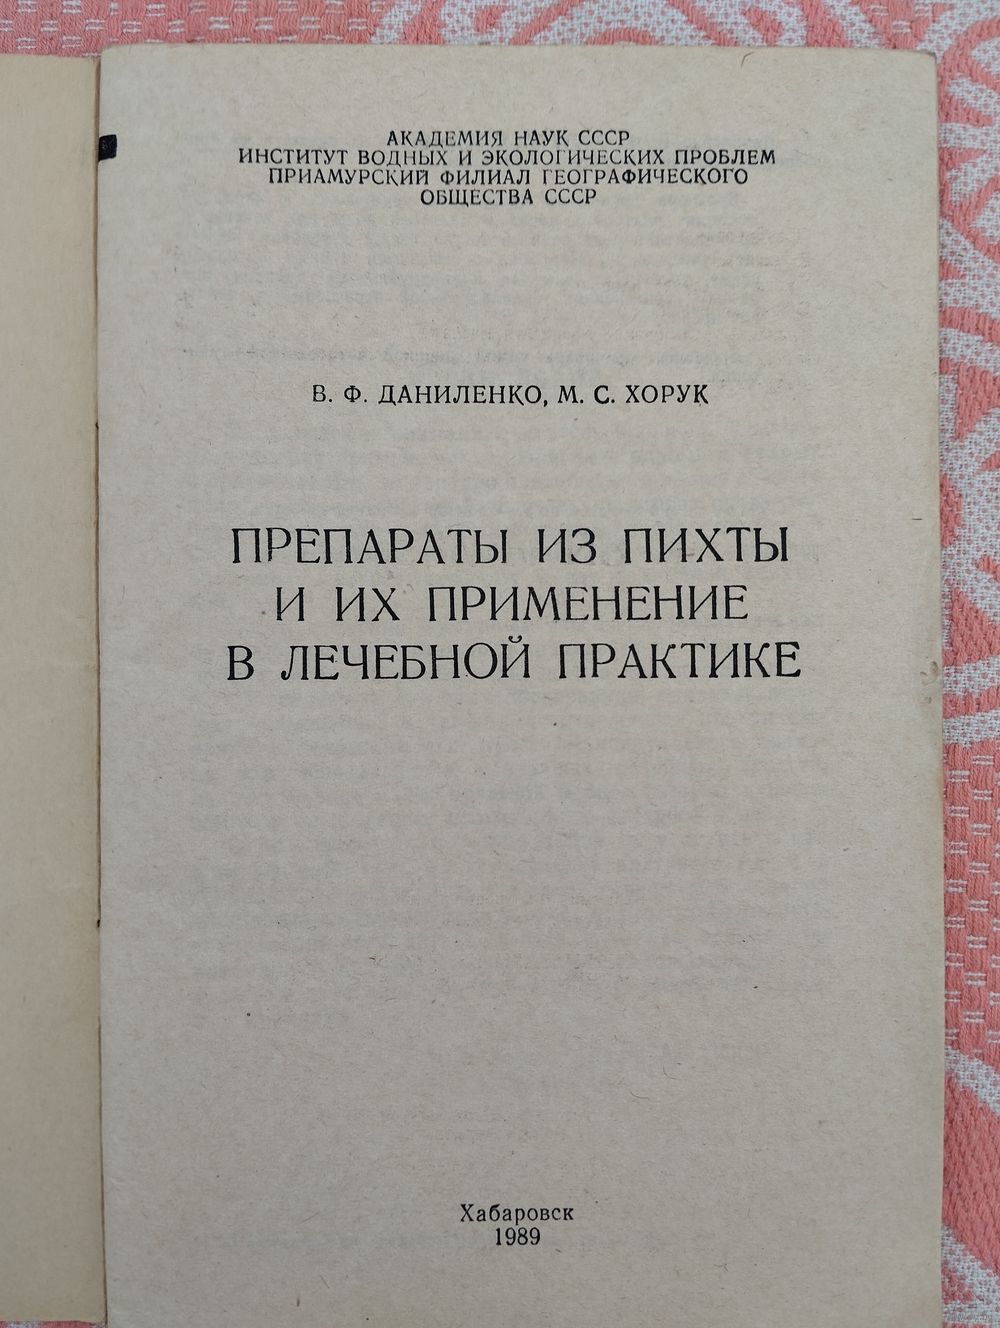 АКАДЕМИЯ НАУК СССР
ИНСТИТУТ ВОДНЫХ И ЭКОЛОГИЧЕСКИХ ПРОБЛЕМ
ПРИАМУРСКИЙ ФИЛИАЛ ГЕОГРАФИЧЕСКОГО
ОБЩЕСТВА СССР
В. Ф. ДАНИЛЕНКО, М. С. ХОРУК
ПРЕПАРАТЫ ИЗ ПИХТЫ
И ИХ ПРИМЕНЕНИЕ
В ЛЕЧЕБНОЙ ПРАКТИКЕ
Хабаровск
1989